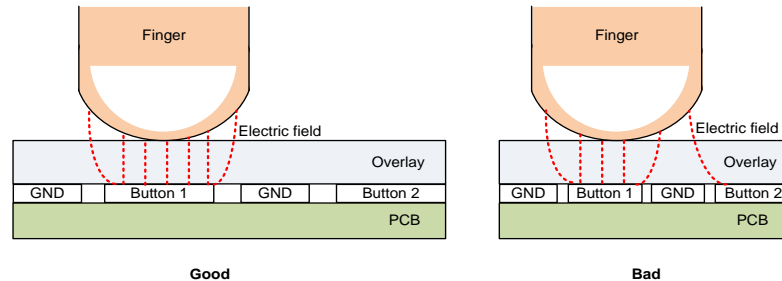 Finger
Electric field
Overlay
GND
Button 1
GND
Button 2
PCB
Good
Finger
Electric field
Overlay
GND
Button 1
GND
Button 2
PCB
Bad